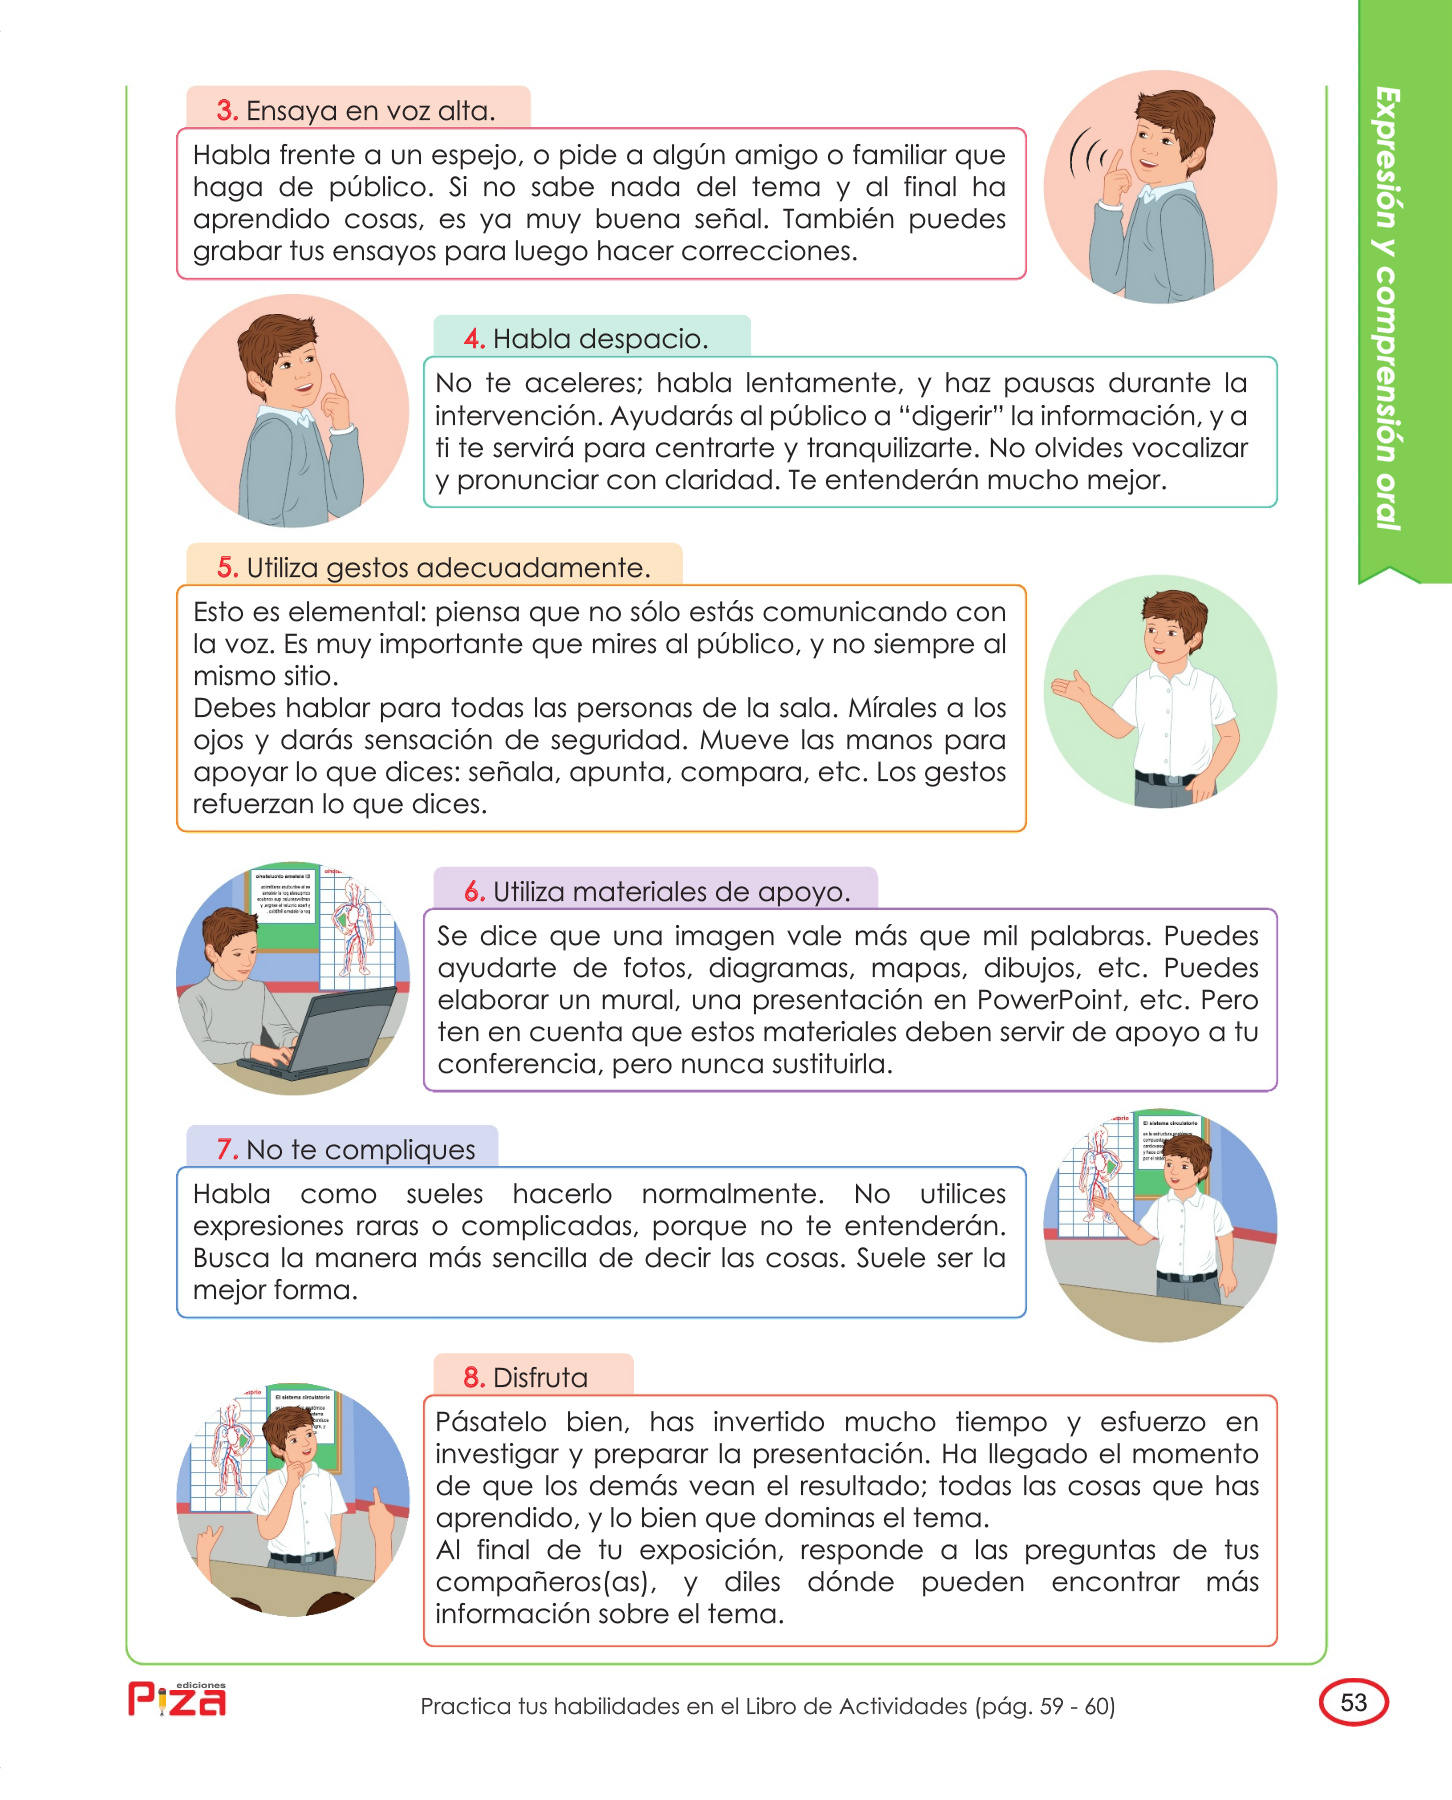 Expresión y comprensión oral
3. Ensaya en voz alta.
Habla frente a un espejo, o pide a algún amigo o familiar que
haga de público. Si no sabe nada del tema y al final ha
aprendido cosas, es ya muy buena señal. También puedes
grabar tus ensayos para luego hacer correcciones.
4. Habla despacio.
No te aceleres; habla lentamente, y haz pausas durante la
intervención. Ayudarás al público a “digerir” la información, y a
ti te servirá para centrarte y tranquilizarte. No olvides vocalizar
y pronunciar con claridad. Te entenderán mucho mejor.
5. Utiliza gestos adecuadamente.
Esto es elemental: piensa que no sólo estás comunicando con
la voz. Es muy importante que mires al público, y no siempre al
mismo sitio.
Debes hablar para todas las personas de la sala. Mírales a los
ojos y darás sensación de seguridad. Mueve las manos para
apoyar lo que dices: señala, apunta, compara, etc. Los gestos
refuerzan lo que dices.
6. Utiliza materiales de apoyo.
Se dice que una imagen vale más que mil palabras. Puedes
ayudarte de fotos, diagramas, mapas, dibujos, etc. Puedes
elaborar un mural, una presentación en PowerPoint, etc. Pero
ten en cuenta que estos materiales deben servir de apoyo a tu
conferencia, pero nunca sustituirla.
7. No te compliques
Habla como sueles hacerlo normalmente. No utilices
expresiones raras o complicadas, porque no te entenderán.
Busca la manera más sencilla de decir las cosas. Suele ser la
mejor forma.
El sistema circulatorio
8. Disfruta
Pásatelo bien, has invertido mucho tiempo y esfuerzo en
investigar y preparar la presentación. Ha llegado el momento
de que los demás vean el resultado; todas las cosas que has
aprendido, y lo bien que dominas el tema.
Al final de tu exposición, responde a las preguntas de tus
compañeros(as), y diles dónde pueden encontrar más
información sobre el tema.
El sistema circulatorio
ediciones
Piza
Practica tus habilidades en el Libro de Actividades (pág. 59 - 60)
53